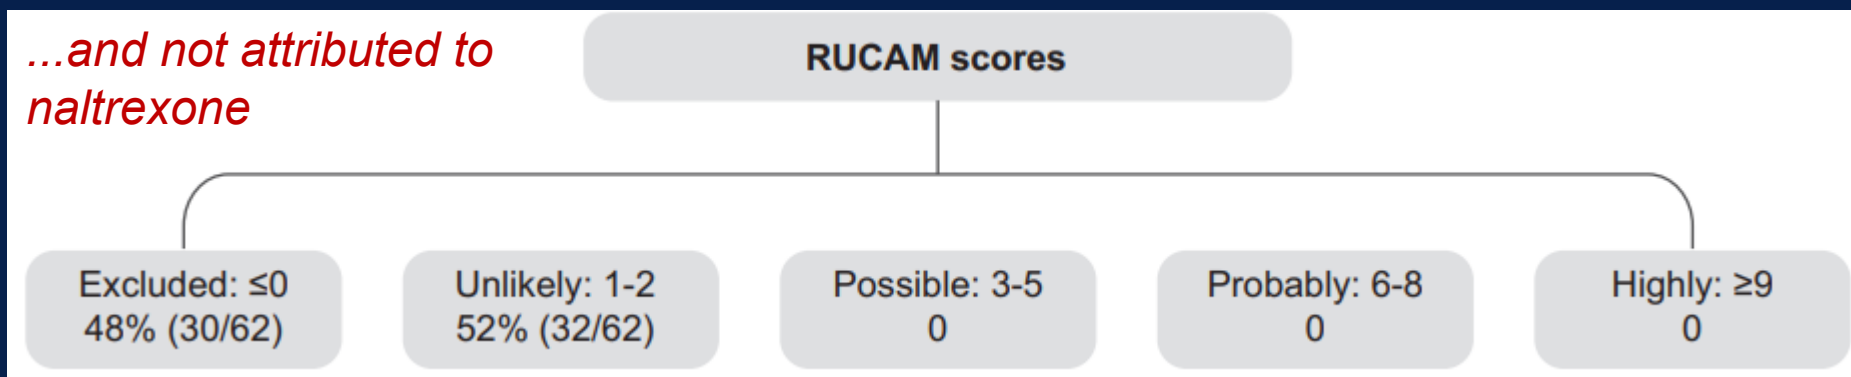 ...and not attributed to
naltrexone
RUCAM scores
Excluded: ≤0
48% (30/62)
Unlikely: 1-2
52% (32/62)
Possible: 3-5
0
Probably: 6-8
0
Highly: ≥9
0